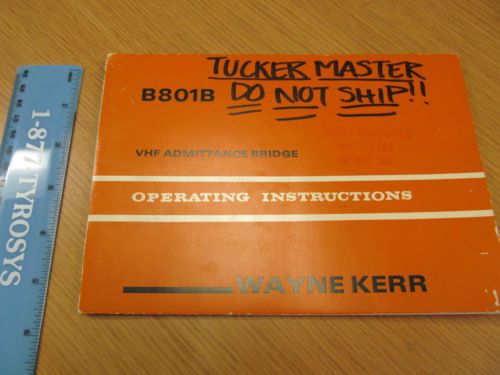 TUCKER MASTER
B801B DO NOT SHIP!!
VHF ADMITTANCE BRIDGE
OPERATING INSTRUCTIONS
WAYNE KERR
1-877-TYROSYS